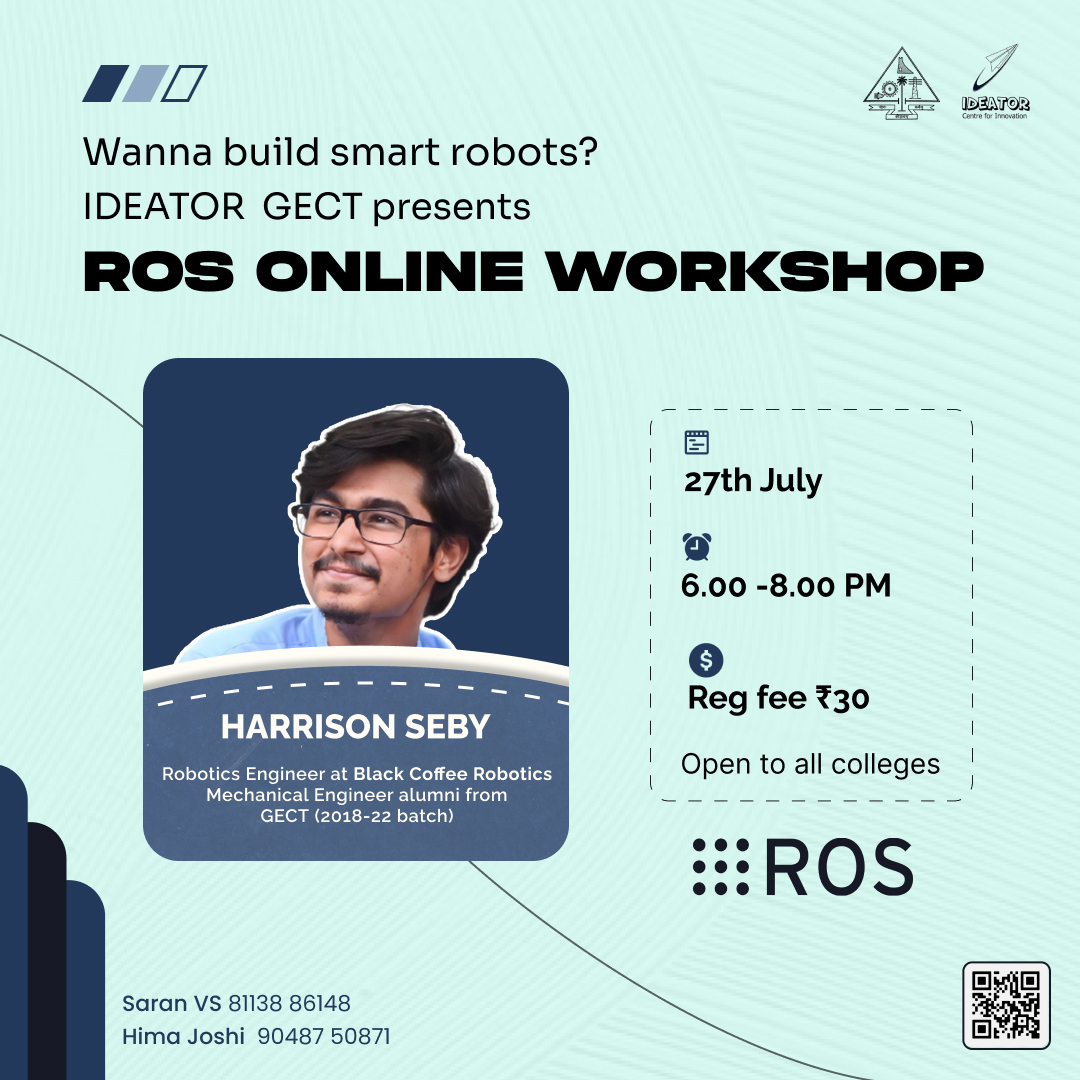 IDEATOR
Centre for Innovation
Wanna build smart robots?
IDEATOR GECT presents
ROS ONLINE WORKSHOP
27th July
6.00 -8.00 PM
Reg fee ₹30
Open to all colleges
HARRISON SEBY
Robotics Engineer at Black Coffee Robotics
Mechanical Engineer alumni from
GECT (2018-22 batch)
ROS
Saran VS 81138 86148
Hima Joshi 90487 50871